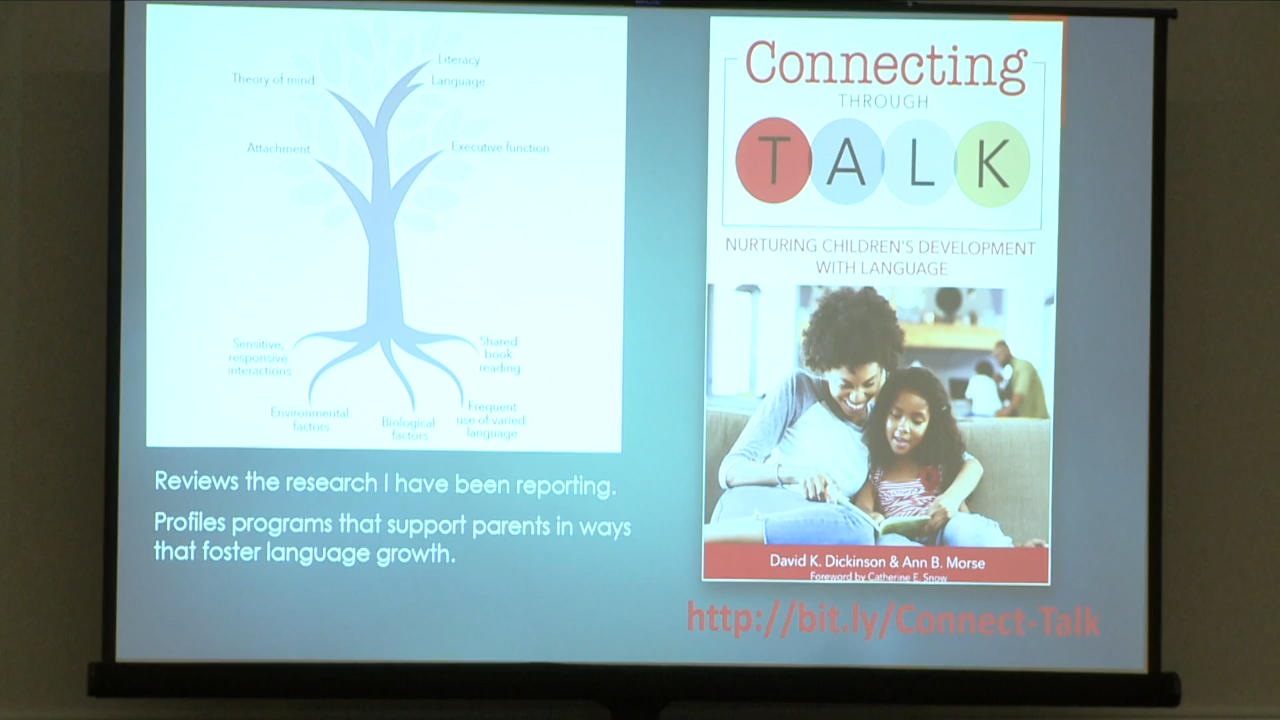 Literacy
Language
Theory of mind
Attachment
Executive function
Sensitive,
responsive
interactions
Environmental
factors
Biological
factors
Frequent
use of varied
language
Shared
book
reading
Reviews the research I have been reporting.
Profiles programs that support parents in ways
that foster language growth.
Connecting
THROUGH
TALK
NURTURING CHILDREN'S DEVELOPMENT
WITH LANGUAGE
David K. Dickinson & Ann B. Morse
Foreword by Catherine E. Snow
http://bit.ly/Connect-Talk